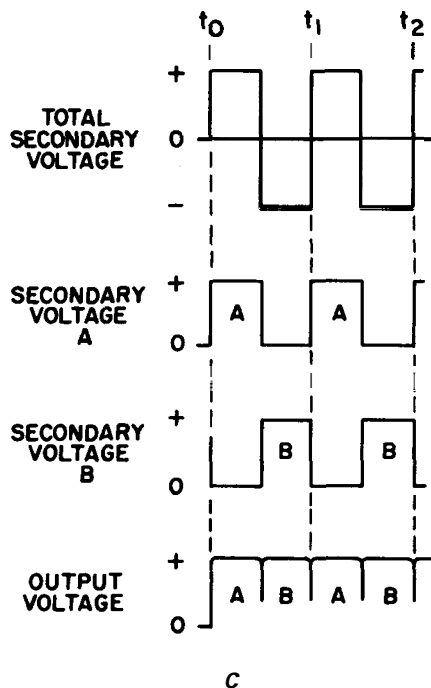 t0 t1 t2
+
TOTAL
SECONDARY
VOLTAGE
0
−
SECONDARY
VOLTAGE
A
+
0
A A
SECONDARY
VOLTAGE
B
+
0
B B
OUTPUT
VOLTAGE
+
0
A B A B
C